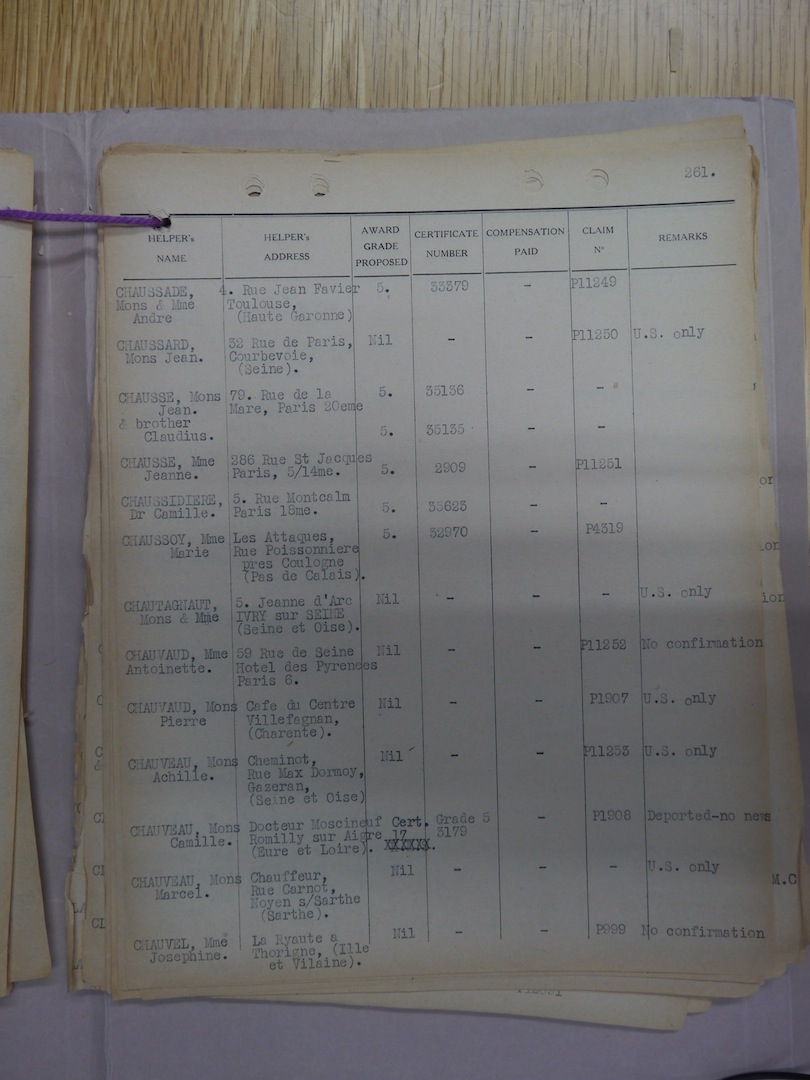 261.
HELPER's NAME | HELPER's ADDRESS | AWARD GRADE PROPOSED | CERTIFICATE NUMBER | COMPENSATION PAID | CLAIM N° | REMARKS
CHAUSSADE, 4. Rue Jean Favier 5. 33379 - P11249
Mons & Mme Toulouse,
Andre (Haute Garonne)
CHAUSSARD, 32 Rue de Paris, Nil - - P11250 U.S. only
Mons Jean. Courbevoie,
(Seine).
CHAUSSE, Mons 79. Rue de la 5. 35136 - -
Jean. Mare, Paris 20eme
& brother 5. 35135 - -
Claudius.
CHAUSSE, Mme 286 Rue St Jacques 5. 2909 - P11251
Jeanne. Paris, 5/14me.
CHAUSSIDIERE, 5. Rue Montcalm 5. 35623 - -
Dr Camille. Paris 18me.
CHAUSSOY, Mme Les Attaques, 5. 32970 - P4319
Marie Rue Poissonniere
pres Coulogne
(Pas de Calais).
CHAUTAGNAUT, 5. Jeanne d'Arc Nil - - - U.S. only
Mons & Mme IVRY sur SEINE
(Seine et Oise).
CHAUVAUD, Mme 59 Rue de Seine Nil - - P11252 No confirmation
Antoinette. Hotel des Pyrenees
Paris 6.
CHAUVAUD, Mons Cafe du Centre Nil - - P1907 U.S. only
Pierre Villefagnan,
(Charente).
CHAUVEAU, Mons Cheminot, Nil - - P11253 U.S. only
Achille. Rue Max Dormoy,
Gazeran,
(Seine et Oise)
CHAUVEAU, Mons Docteur Moscineuf Cert. Grade 5 - P1908 Deported-no news
Camille. Romilly sur Aigre 17 3179
(Eure et Loire). XXXXXX.
CHAUVEAU, Mons Chauffeur, Nil - - - U.S. only
Marcel. Rue Carnot,
Noyen s/Sarthe
(Sarthe).
CHAUVEL, Mme La Ryaute a Nil - - P999 No confirmation
Josephine. Thorigne, (Ille
et Vilaine).
M.C